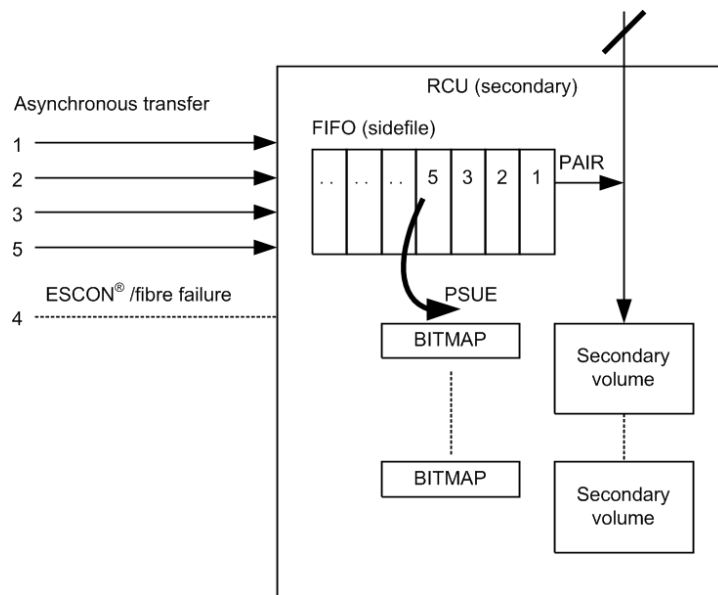 RCU (secondary)
Asynchronous transfer
FIFO (sidefile)
1
2
3
5
ESCON® /fibre failure
4
. . . . . . 5 3 2 1
PAIR
PSUE
BITMAP
BITMAP
Secondary
volume
Secondary
volume